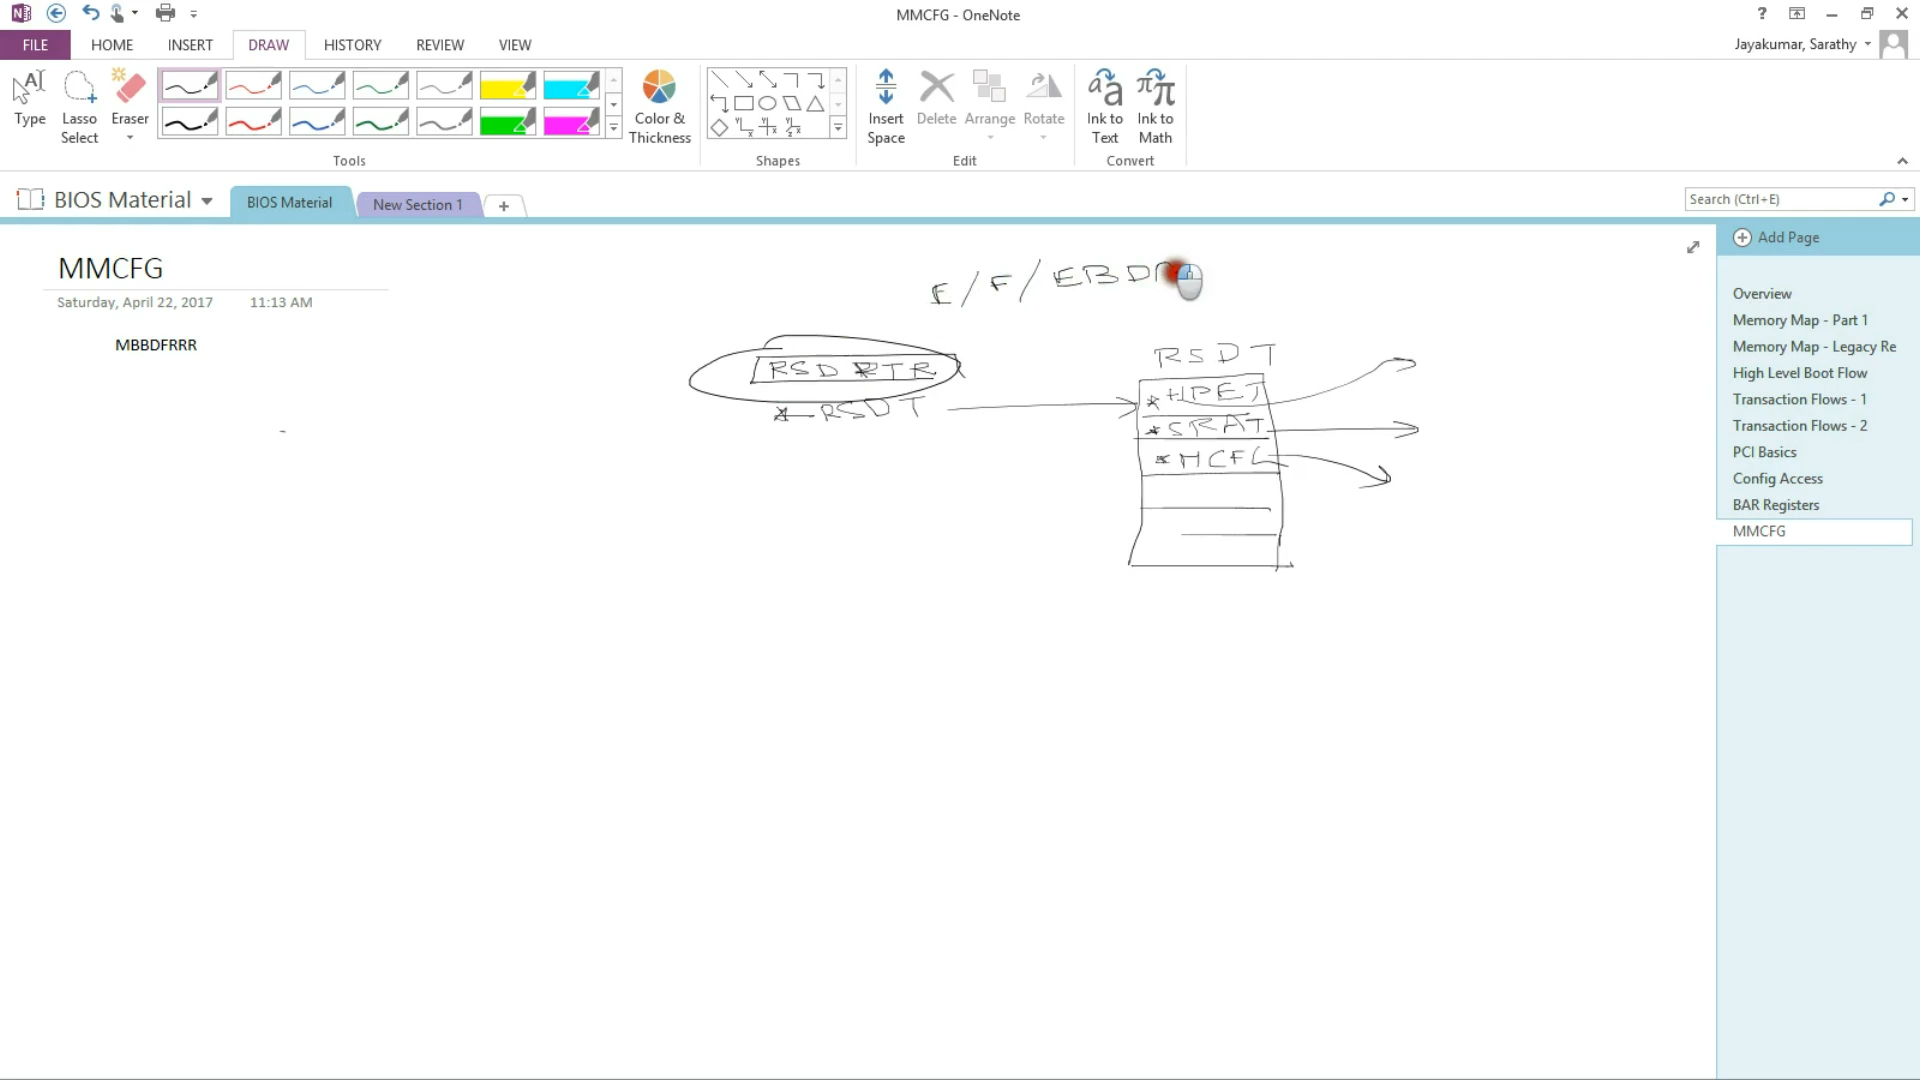 MMCFG - OneNote
?
FILE HOME INSERT DRAW HISTORY REVIEW VIEW
Jayakumar, Sarathy
Type
Lasso Select
Eraser
Color & Thickness
Insert Space
Delete
Arrange
Rotate
Ink to Text
Ink to Math
Tools
Shapes
Edit
Convert
BIOS Material
BIOS Material
New Section 1
+
Search (Ctrl+E)
Add Page
Overview
Memory Map - Part 1
Memory Map - Legacy Re
High Level Boot Flow
Transaction Flows - 1
Transaction Flows - 2
PCI Basics
Config Access
BAR Registers
MMCFG
MMCFG
Saturday, April 22, 2017 11:13 AM
MBBDFRRR
E / F / EBD
RSD PTR
* RSDT
RSDT
*HPET
*SRAT
*MCFG